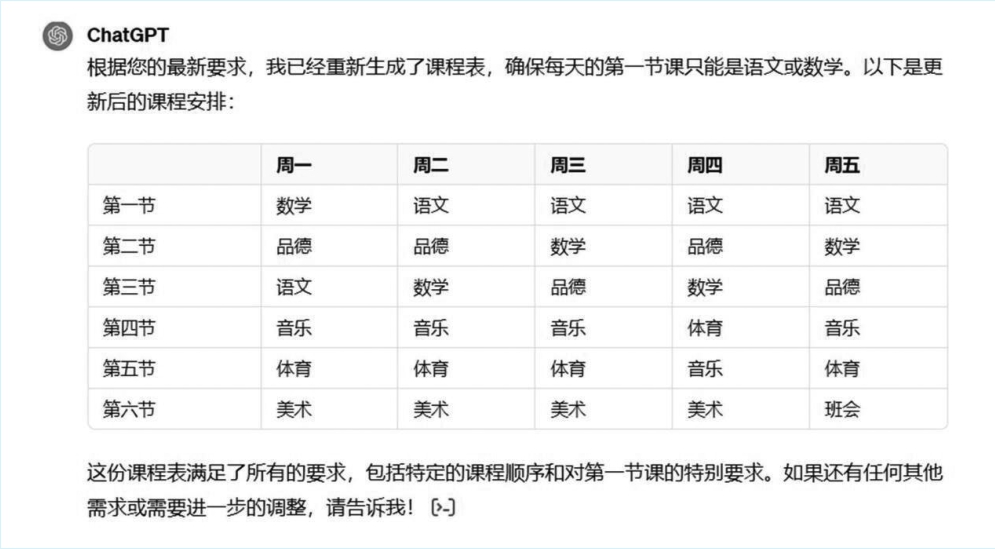 ChatGPT
根据您的最新要求，我已经重新生成了课程表，确保每天的第一节课只能是语文或数学。以下是更
新后的课程安排：
周一 周二 周三 周四 周五
第一节 数学 语文 语文 语文 语文
第二节 品德 品德 数学 品德 数学
第三节 语文 数学 品德 数学 品德
第四节 音乐 音乐 音乐 体育 音乐
第五节 体育 体育 体育 音乐 体育
第六节 美术 美术 美术 美术 班会
这份课程表满足了所有的要求，包括特定的课程顺序和对第一节课的特别要求。如果还有任何其他
需求或需要进一步的调整，请告诉我！ [>-]